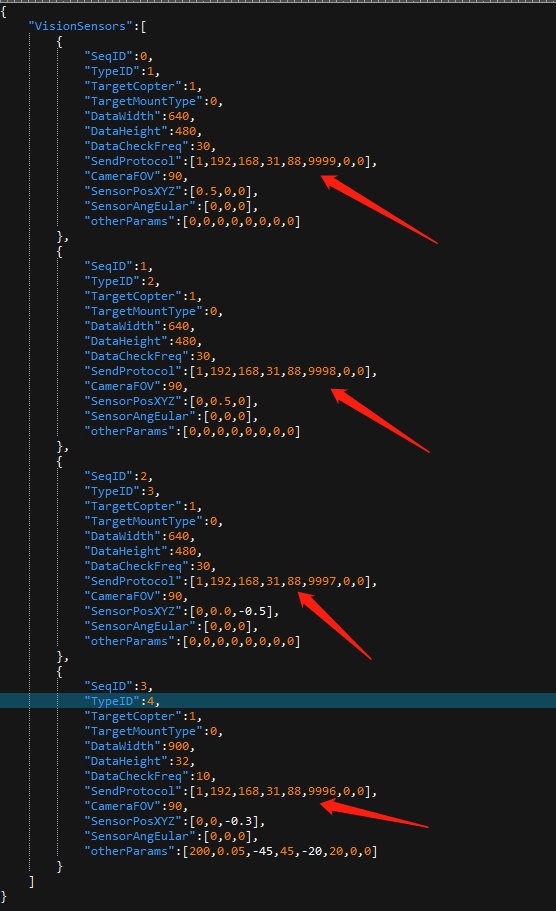 {
"VisionSensors":[
{
"SeqID":0,
"TypeID":1,
"TargetCopter":1,
"TargetMountType":0,
"DataWidth":640,
"DataHeight":480,
"DataCheckFreq":30,
"SendProtocol":[1,192,168,31,88,9999,0,0],
"CameraFOV":90,
"SensorPosXYZ":[0.5,0,0],
"SensorAngEular":[0,0,0],
"otherParams":[0,0,0,0,0,0,0,0]
},
{
"SeqID":1,
"TypeID":2,
"TargetCopter":1,
"TargetMountType":0,
"DataWidth":640,
"DataHeight":480,
"DataCheckFreq":30,
"SendProtocol":[1,192,168,31,88,9998,0,0],
"CameraFOV":90,
"SensorPosXYZ":[0,0.5,0],
"SensorAngEular":[0,0,0],
"otherParams":[0,0,0,0,0,0,0,0]
},
{
"SeqID":2,
"TypeID":3,
"TargetCopter":1,
"TargetMountType":0,
"DataWidth":640,
"DataHeight":480,
"DataCheckFreq":30,
"SendProtocol":[1,192,168,31,88,9997,0,0],
"CameraFOV":90,
"SensorPosXYZ":[0,0.0,-0.5],
"SensorAngEular":[0,0,0],
"otherParams":[0,0,0,0,0,0,0,0]
},
{
"SeqID":3,
"TypeID":4,
"TargetCopter":1,
"TargetMountType":0,
"DataWidth":900,
"DataHeight":32,
"DataCheckFreq":10,
"SendProtocol":[1,192,168,31,88,9996,0,0],
"CameraFOV":90,
"SensorPosXYZ":[0,0,-0.3],
"SensorAngEular":[0,0,0],
"otherParams":[200,0.05,-45,45,-20,20,0,0]
}
]
}